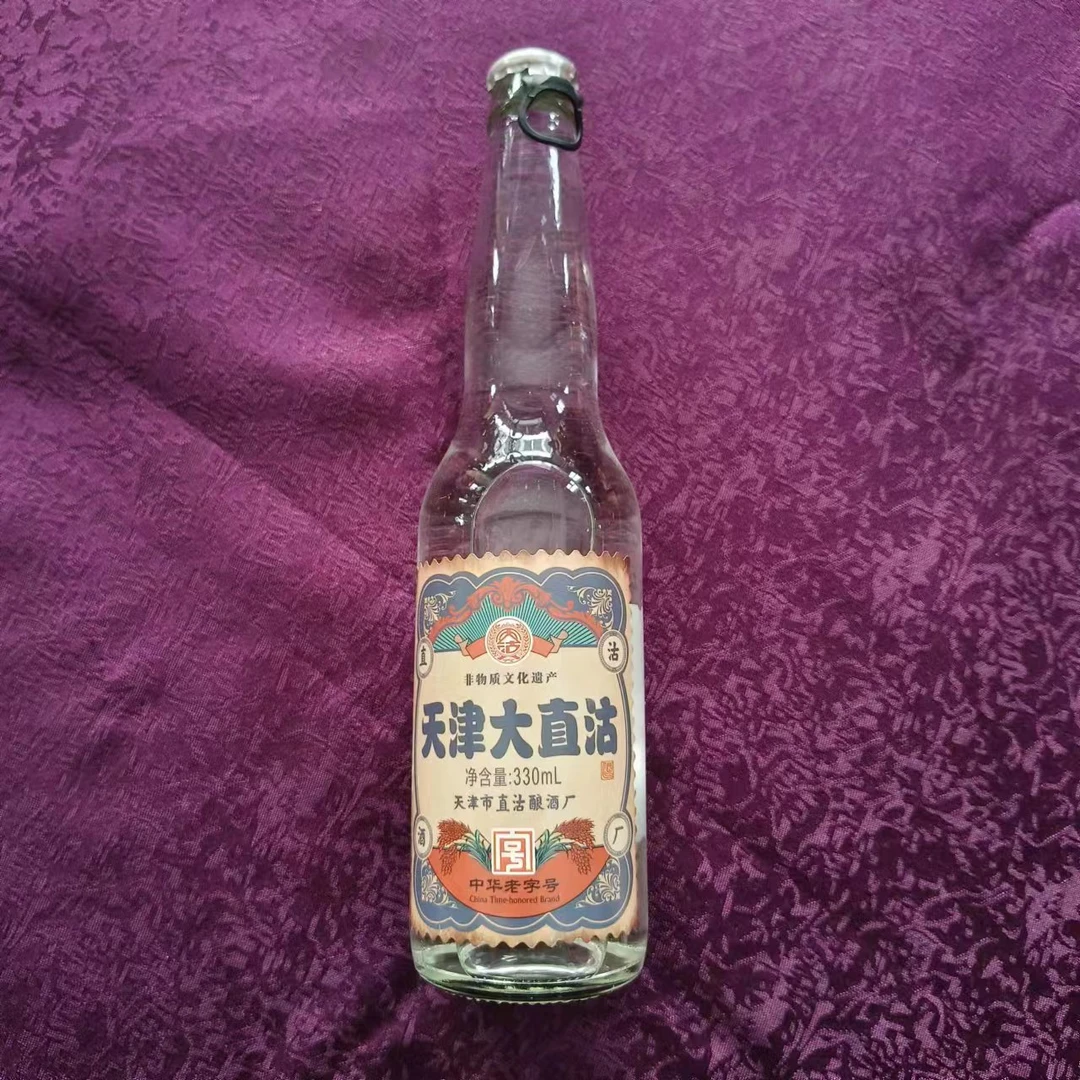 直 沽
非物质文化遗产
天津大直沽
净含量:330mL
天津市直沽酿酒厂
酒 厂
中华老字号
China Time-honored Brand